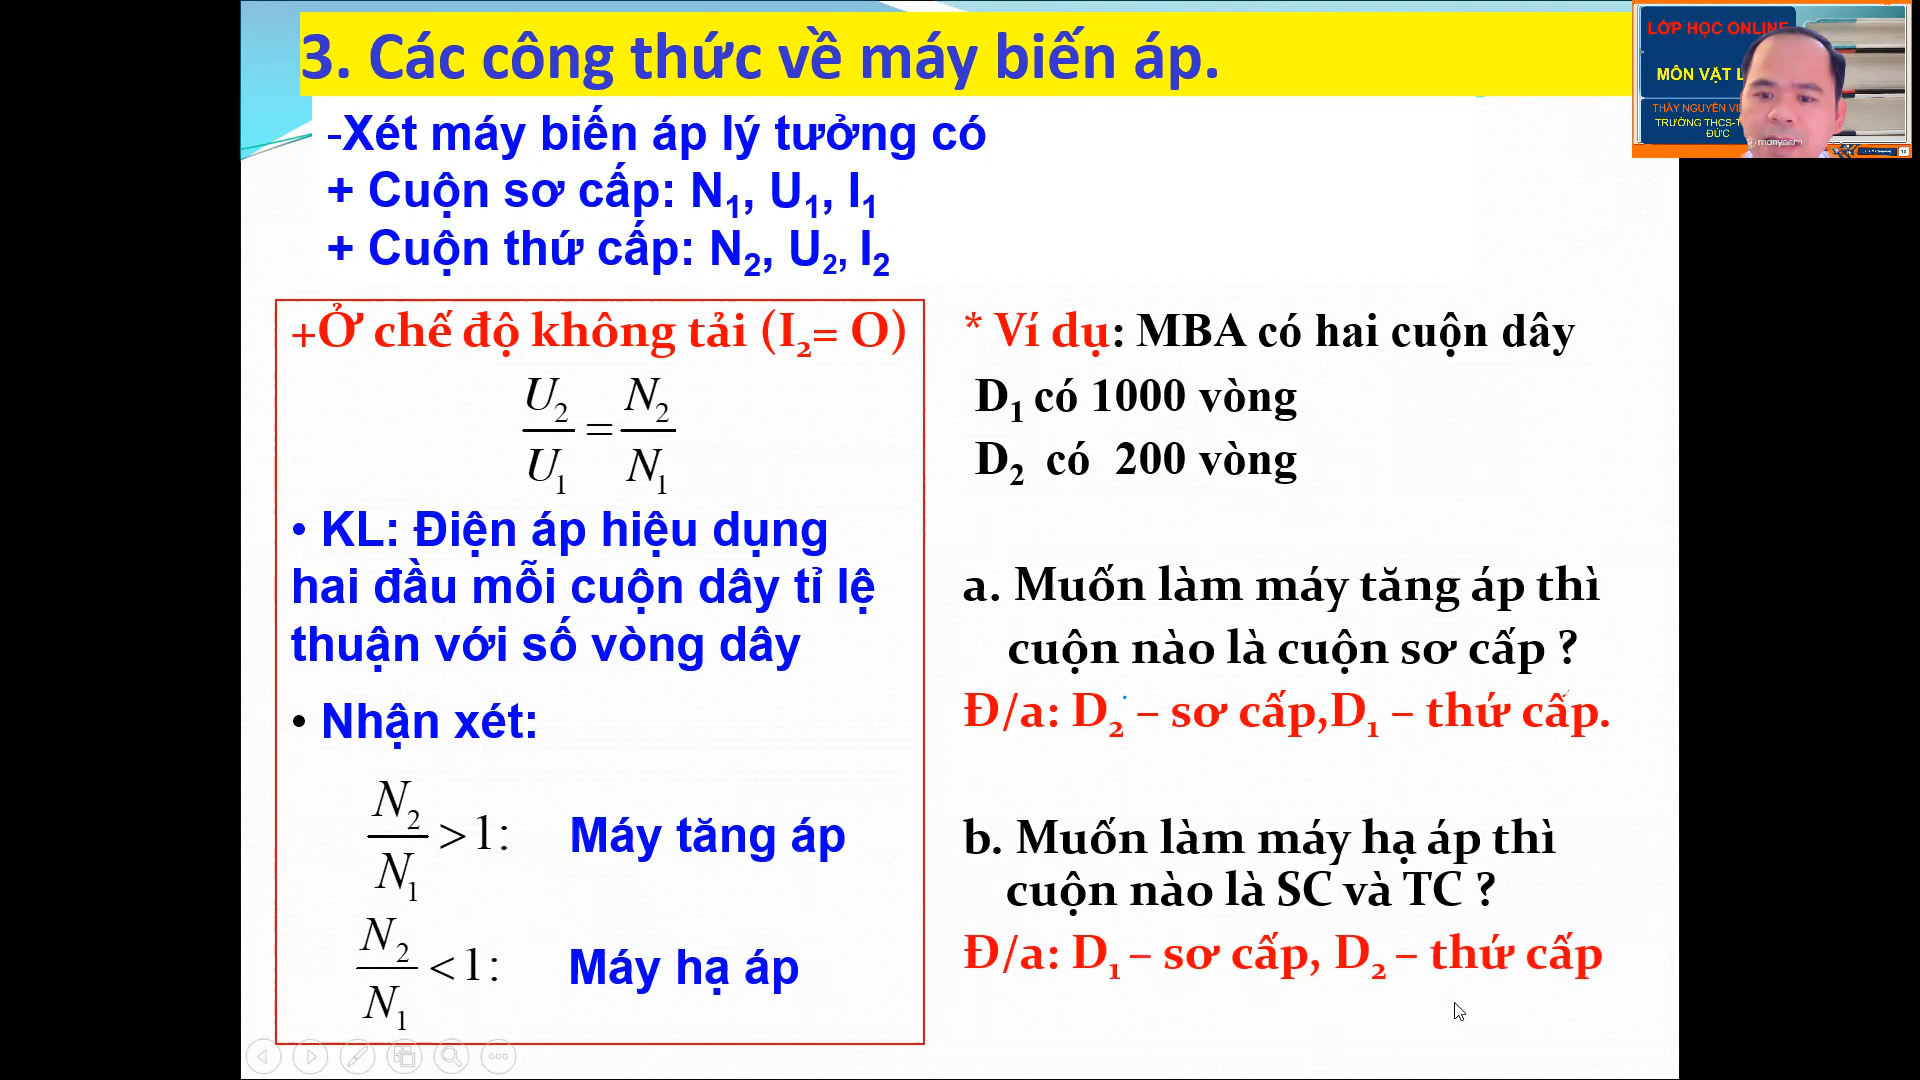 3. Các công thức về máy biến áp.
-Xét máy biến áp lý tưởng có
+ Cuộn sơ cấp: N₁, U₁, I₁
+ Cuộn thứ cấp: N₂, U₂, I₂
+Ở chế độ không tải (I₂= O)
U₂/U₁ = N₂/N₁
• KL: Điện áp hiệu dụng
hai đầu mỗi cuộn dây tỉ lệ
thuận với số vòng dây
• Nhận xét:
N₂/N₁ > 1: Máy tăng áp
N₂/N₁ < 1: Máy hạ áp
* Ví dụ: MBA có hai cuộn dây
D₁ có 1000 vòng
D₂ có 200 vòng
a. Muốn làm máy tăng áp thì
cuộn nào là cuộn sơ cấp ?
Đ/a: D₂ – sơ cấp,D₁ – thứ cấp.
b. Muốn làm máy hạ áp thì
cuộn nào là SC và TC ?
Đ/a: D₁ – sơ cấp, D₂ – thứ cấp
LỚP HỌC ONLINE
MÔN VẬT L
THẦY NGUYỄN
TRƯỜNG THCS-T
ĐỨC